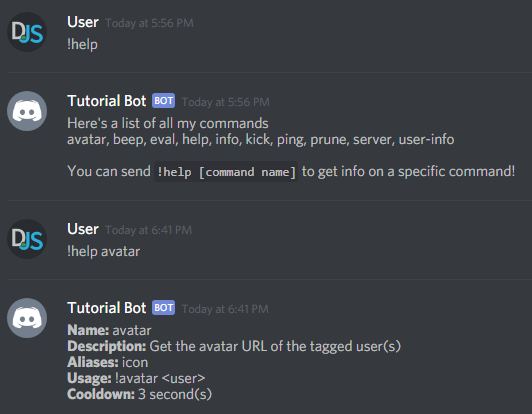 DJS
User Today at 5:56 PM
!help
Tutorial Bot BOT Today at 5:56 PM
Here's a list of all my commands
avatar, beep, eval, help, info, kick, ping, prune, server, user-info
You can send !help [command name] to get info on a specific command!
DJS
User Today at 6:41 PM
!help avatar
Tutorial Bot BOT Today at 6:41 PM
Name: avatar
Description: Get the avatar URL of the tagged user(s)
Aliases: icon
Usage: !avatar <user>
Cooldown: 3 second(s)